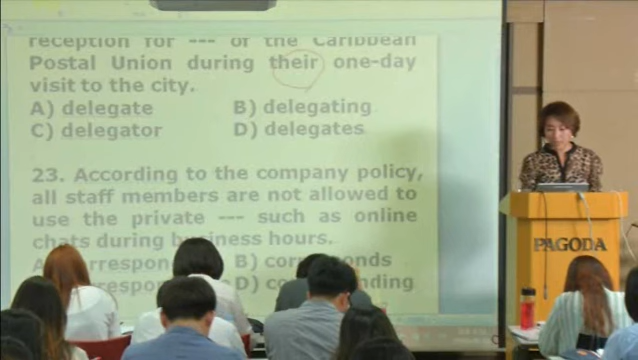 reception for --- of the Caribbean
Postal Union during their one-day
visit to the city.
A) delegate B) delegating
C) delegator D) delegates
23. According to the company policy,
all staff members are not allowed to
use the private --- such as online
chats during business hours.
PAGODA